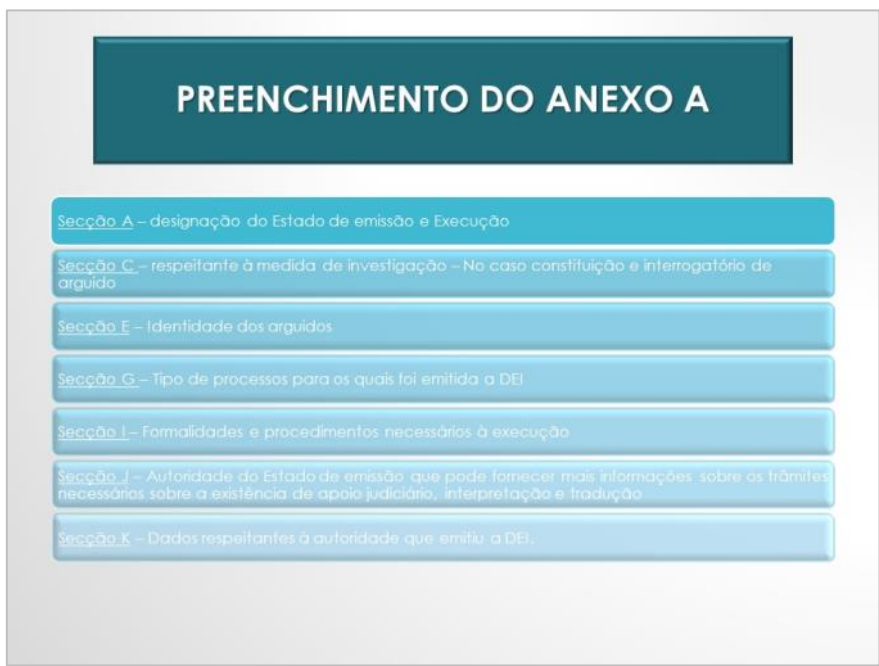 PREENCHIMENTO DO ANEXO A
Secção A – designação do Estado de emissão e Execução
Secção C – respeitante à medida de investigação – No caso constituição e interrogatório de
arguido
Secção E – Identidade dos arguidos
Secção G – Tipo de processos para os quais foi emitida a DEI
Secção I – Formalidades e procedimentos necessários à execução
Secção J – Autoridade do Estado de emissão que pode fornecer mais informações sobre os trâmites
necessários sobre a existência de apoio judiciário, interpretação e tradução
Secção K – Dados respeitantes à autoridade que emitiu a DEI.